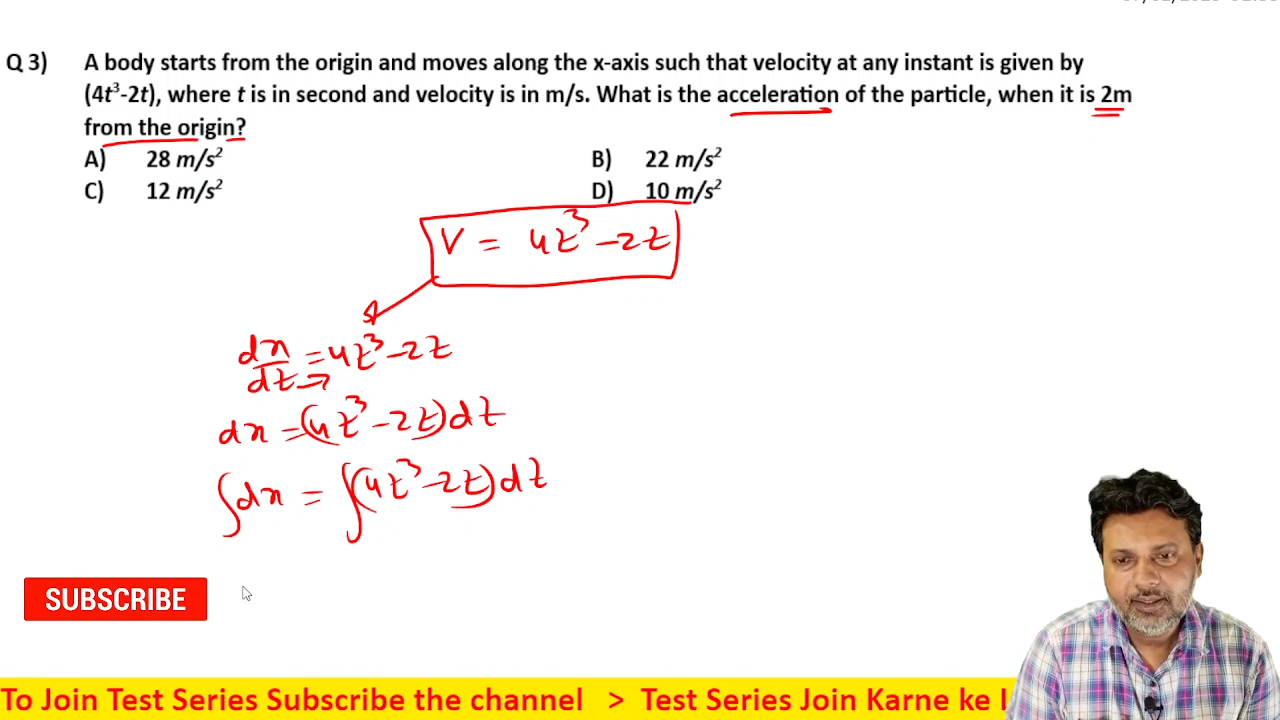 Q 3) A body starts from the origin and moves along the x-axis such that velocity at any instant is given by
(4t³-2t), where t is in second and velocity is in m/s. What is the acceleration of the particle, when it is 2m
from the origin?
A) 28 m/s² B) 22 m/s²
C) 12 m/s² D) 10 m/s²
V = 4t³ - 2t
dx/dt = 4t³ - 2t
dx = (4t³ - 2t) dt
∫dx = ∫(4t³ - 2t) dt
SUBSCRIBE
To Join Test Series Subscribe the channel > Test Series Join Karne ke l